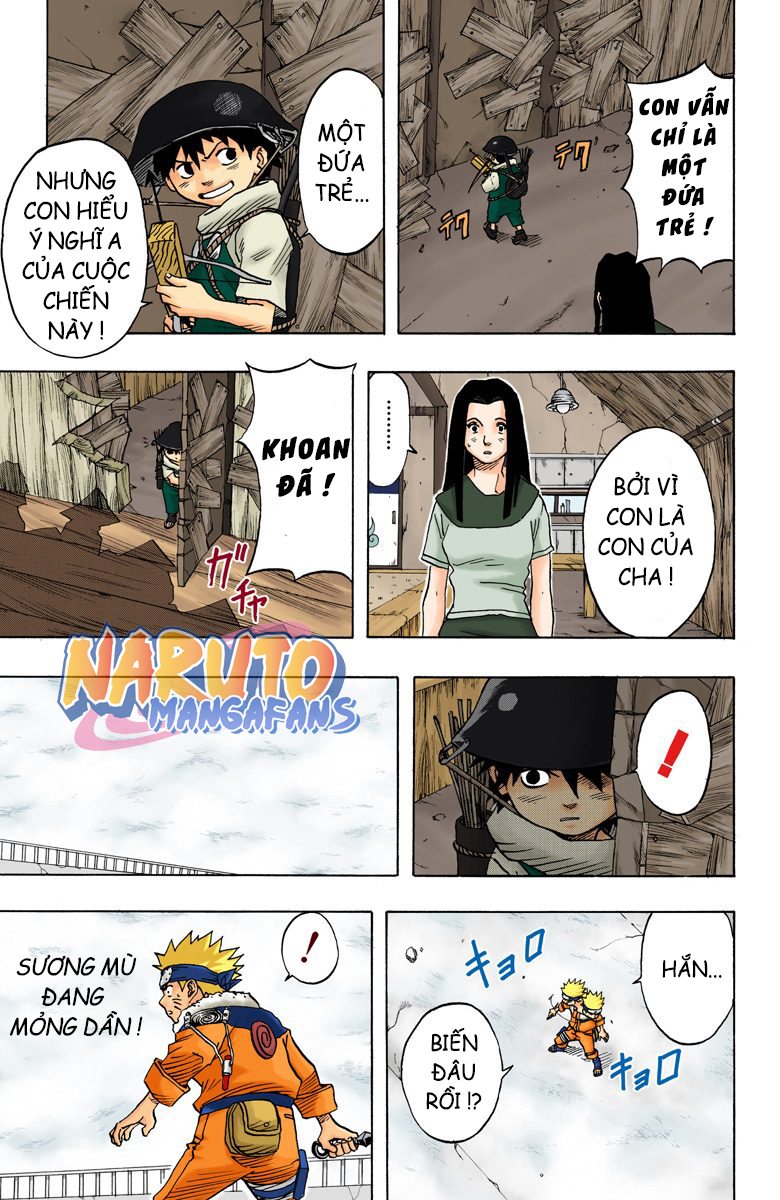 CON VẪN
CHỈ LÀ
MỘT
ĐỨA
TRẺ !
テク
テク
MỘT
ĐỨA
TRẺ...
NHƯNG
CON HIỂU
Ý NGHĨA
CỦA CUỘC
CHIẾN
NÀY !
BỞI VÌ
CON LÀ
CON CỦA
CHA !
.........
KHOAN
ĐÃ !
ガチャ
!
NARUTO
MANGAFANS
HẮN...
キョロ
キョロ
BIẾN
ĐÂU
RỒI !?
!
SƯƠNG MÙ
ĐANG
MỎNG DẦN !